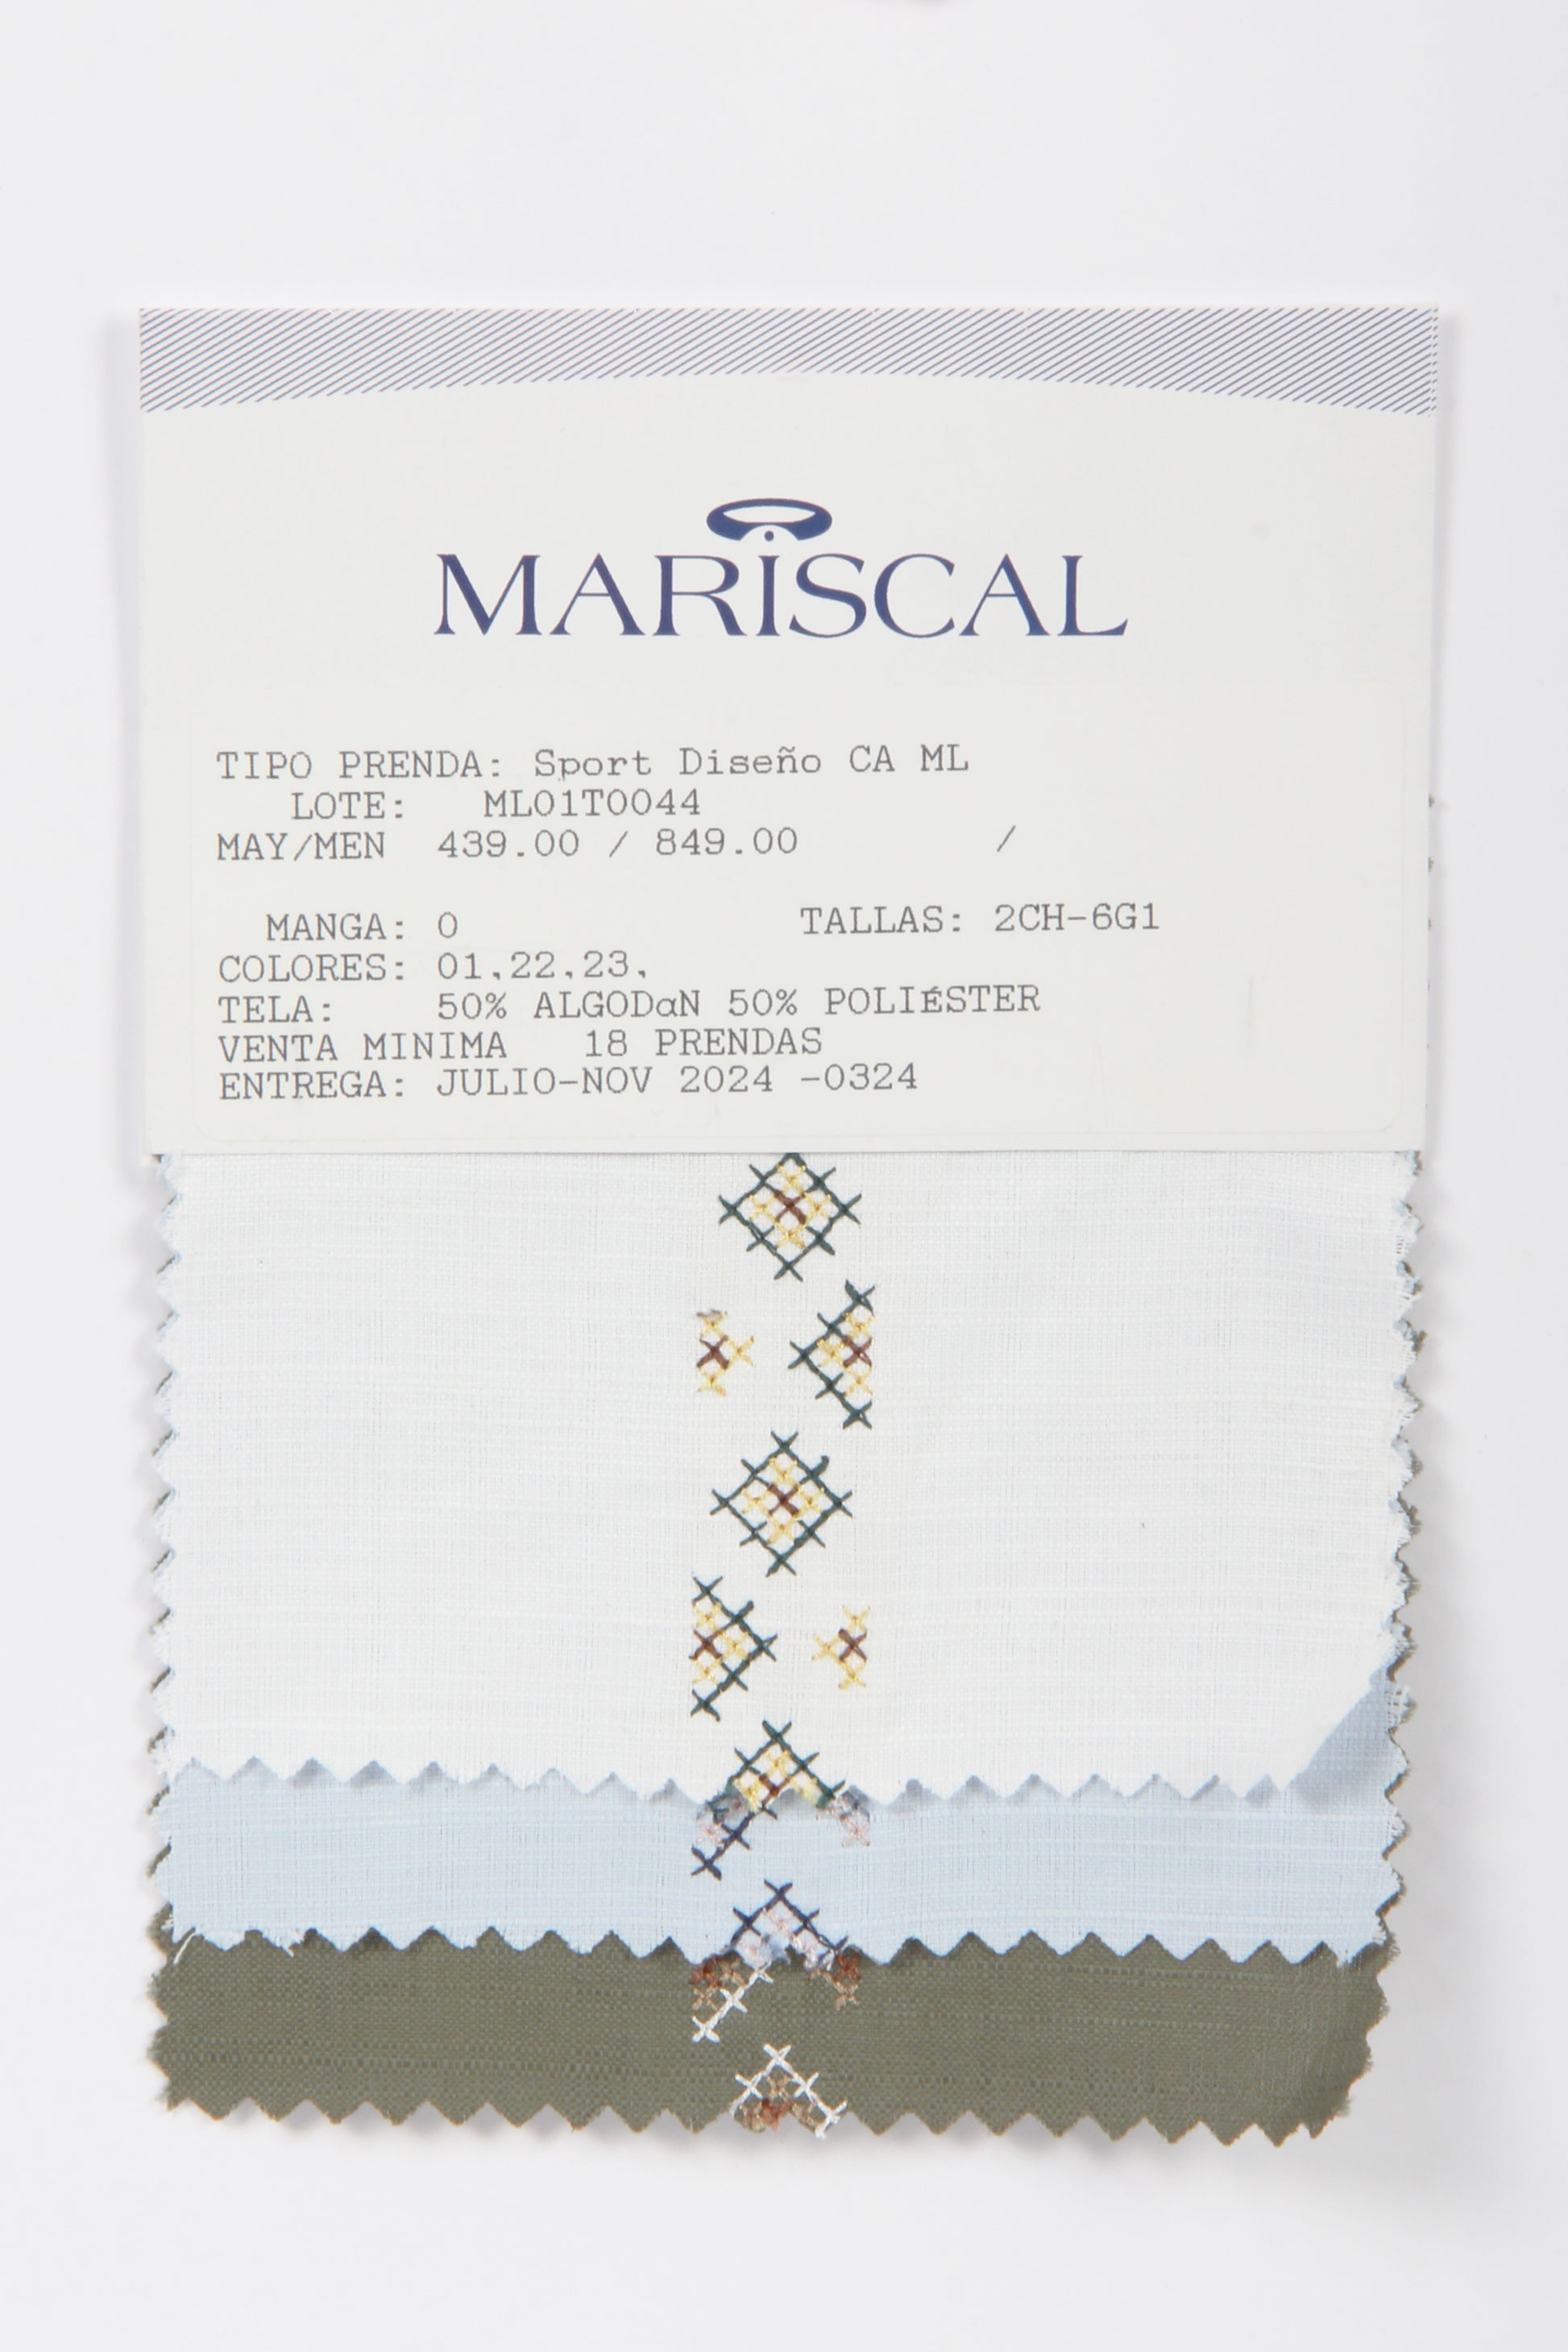 MARISCAL
TIPO PRENDA: Sport Diseño CA ML
LOTE: ML01T0044
MAY/MEN 439.00 / 849.00 /
MANGA: 0 TALLAS: 2CH-6G1
COLORES: 01,22,23,
TELA: 50% ALGODαN 50% POLIÉSTER
VENTA MINIMA 18 PRENDAS
ENTREGA: JULIO-NOV 2024 -0324